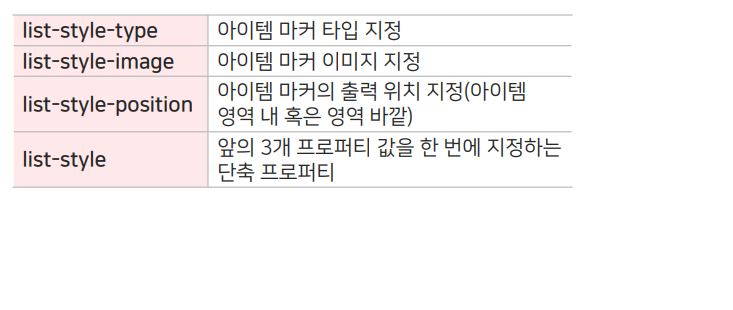 list-style-type 아이템 마커 타입 지정
list-style-image 아이템 마커 이미지 지정
list-style-position 아이템 마커의 출력 위치 지정(아이템
영역 내 혹은 영역 바깥)
list-style 앞의 3개 프로퍼티 값을 한 번에 지정하는
단축 프로퍼티